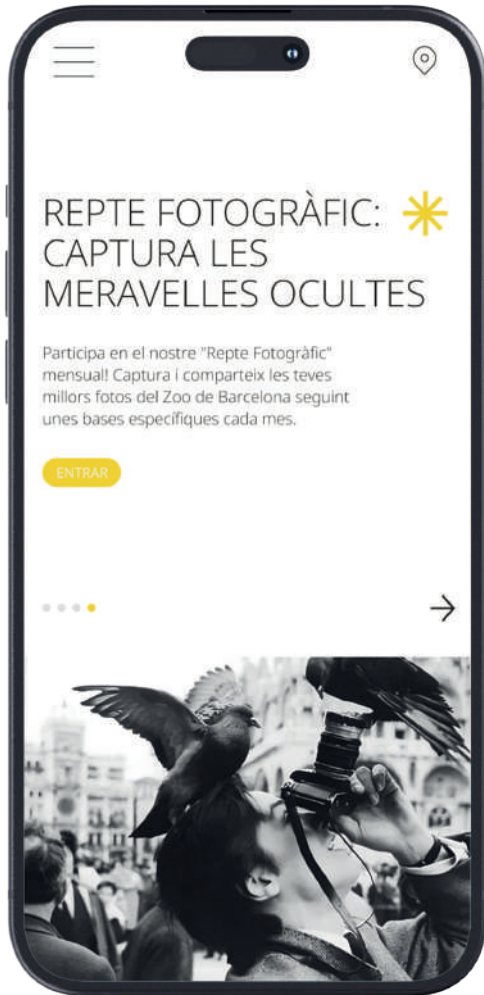 REPTE FOTOGRÀFIC:
CAPTURA LES
MERAVELLES OCULTES
Participa en el nostre "Repte Fotogràfic"
mensual! Captura i comparteix les teves
millors fotos del Zoo de Barcelona seguint
unes bases específiques cada mes.
ENTRAR